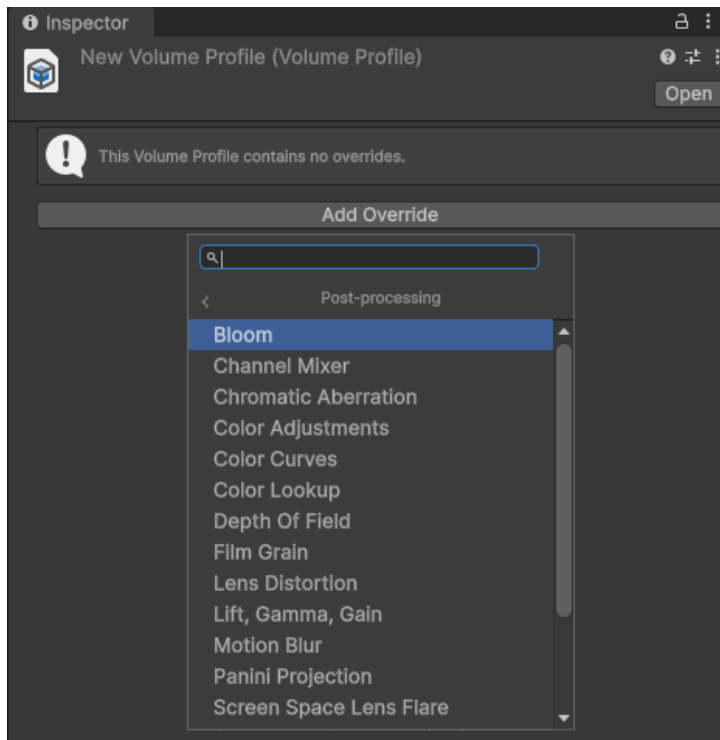 Inspector
New Volume Profile (Volume Profile)
Open
This Volume Profile contains no overrides.
Add Override
Post-processing
Bloom
Channel Mixer
Chromatic Aberration
Color Adjustments
Color Curves
Color Lookup
Depth Of Field
Film Grain
Lens Distortion
Lift, Gamma, Gain
Motion Blur
Panini Projection
Screen Space Lens Flare